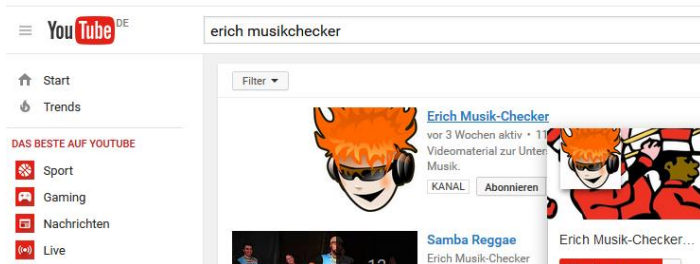 YouTube DE
erich musikchecker
Start
Trends
DAS BESTE AUF YOUTUBE
Sport
Gaming
Nachrichten
Live
Filter
Erich Musik-Checker
vor 3 Wochen aktiv • 11
Videomaterial zur Unter
Musik.
KANAL Abonnieren
Samba Reggae
Erich Musik-Checker
Erich Musik-Checker...